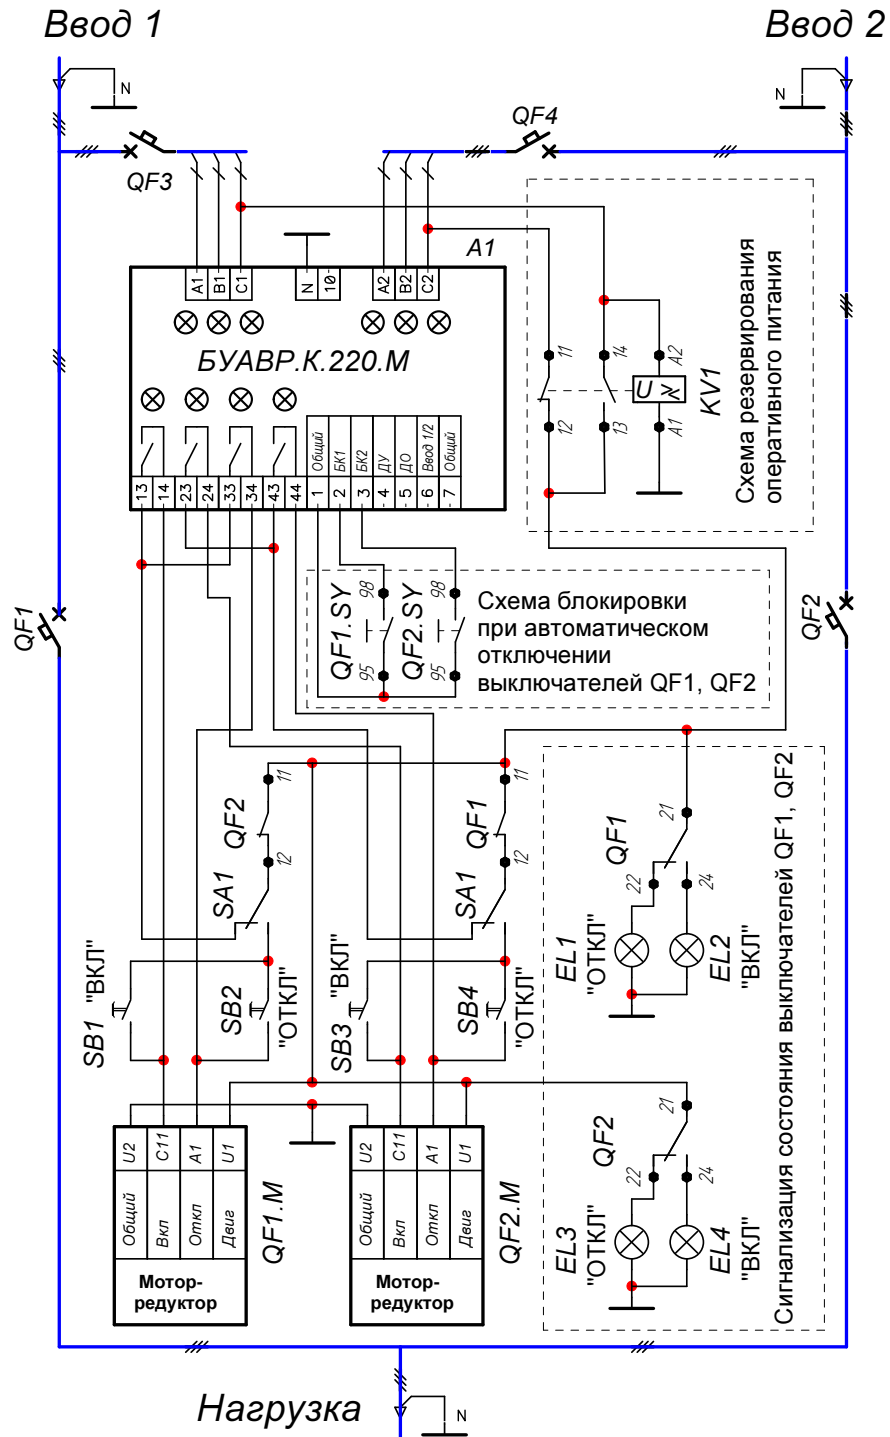 Ввод 1
Ввод 2
N
N
QF3
QF4
A1
A1
B1
C1
N
10
A2
B2
C2
БУАВР.К.220.М
13
14
23
24
33
34
43
44
Общий
БК1
БК2
ДУ
ДО
Ввод 1/2
Общий
1
2
3
4
5
6
7
11
12
14
13
U
A2
A1
KV1
Схема резервирования
оперативного питания
QF1
QF2
QF1.SY
98
95
QF2.SY
98
95
Схема блокировки
при автоматическом
отключении
выключателей QF1, QF2
11
QF2
12
SA1
11
QF1
12
SA1
SB1
"ВКЛ"
SB2
"ОТКЛ"
SB3
"ВКЛ"
SB4
"ОТКЛ"
QF1
21
22
24
EL1
"ОТКЛ"
EL2
"ВКЛ"
QF2
21
22
24
EL3
"ОТКЛ"
EL4
"ВКЛ"
Сигнализация состояния выключателей QF1, QF2
U2
C11
A1
U1
Общий
Вкл
Откл
Двиг
Мотор-
редуктор
QF1.M
U2
C11
A1
U1
Общий
Вкл
Откл
Двиг
Мотор-
редуктор
QF2.M
Нагрузка
N